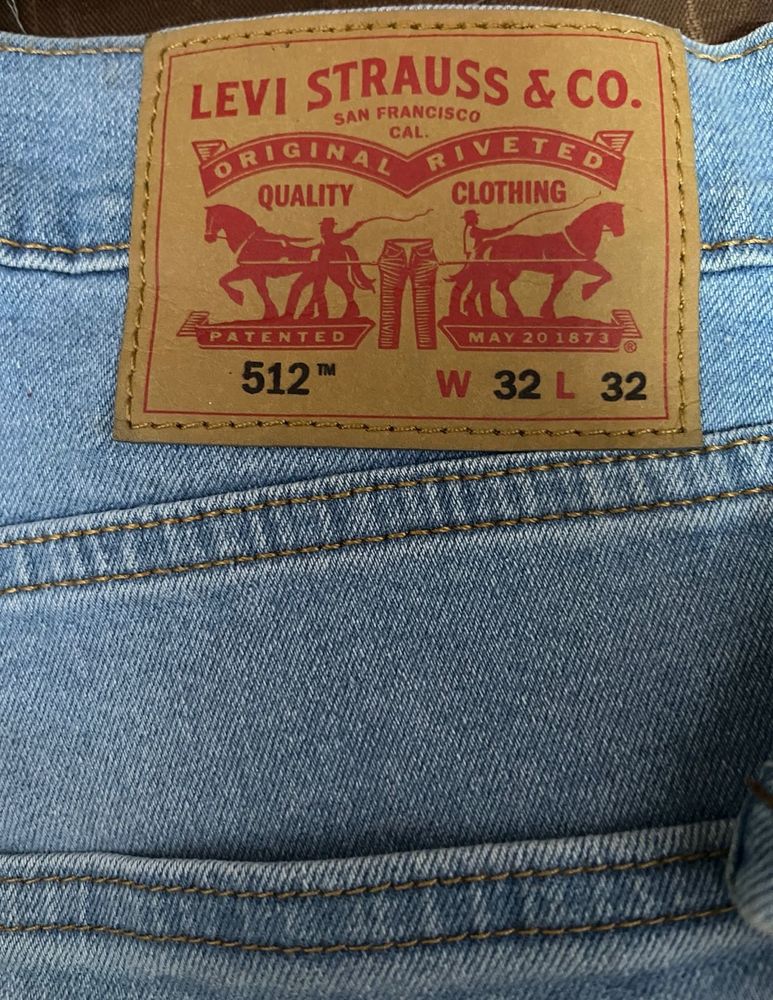 LEVI STRAUSS & CO.
SAN FRANCISCO
CAL.
ORIGINAL RIVETED
QUALITY CLOTHING
PATENTED MAY 20 1873 ®
512™ W 32 L 32